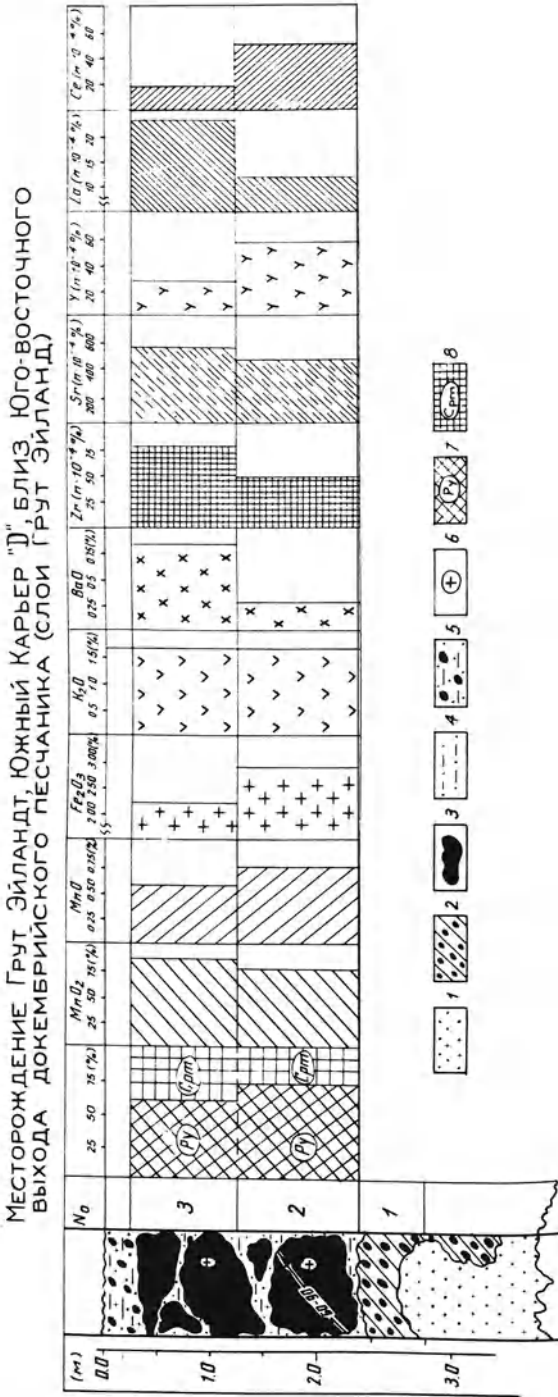 Месторождение Грут Эйландт, Южный Карьер "D", близ Юго-восточного
выхода докембрийского песчаника (слои Грут Эйланд)
(м) No MnO₂ MnO Fe₂O₃ K₂O BaO Zr (n·10⁻⁴%) Sr (n·10⁻⁴%) Y (n·10⁻⁴%) La (n·10⁻⁴%) Ce (n·10⁻⁴%)
25 50 75 (%) 25 50 75 (%) 0.25 0.50 0.75 (%) 2.00 2.50 3.00 (%) 0.5 1.0 1.5 (%) 0.25 0.5 0.75 (%) 25 50 75 200 400 600 20 40 60 10 15 20 20 40 60
0.0
1.0
2.0
3.0
3 Py Cpm
2 Py Cpm
1
1 2 3 4 5 6 Py 7 Cpm 8